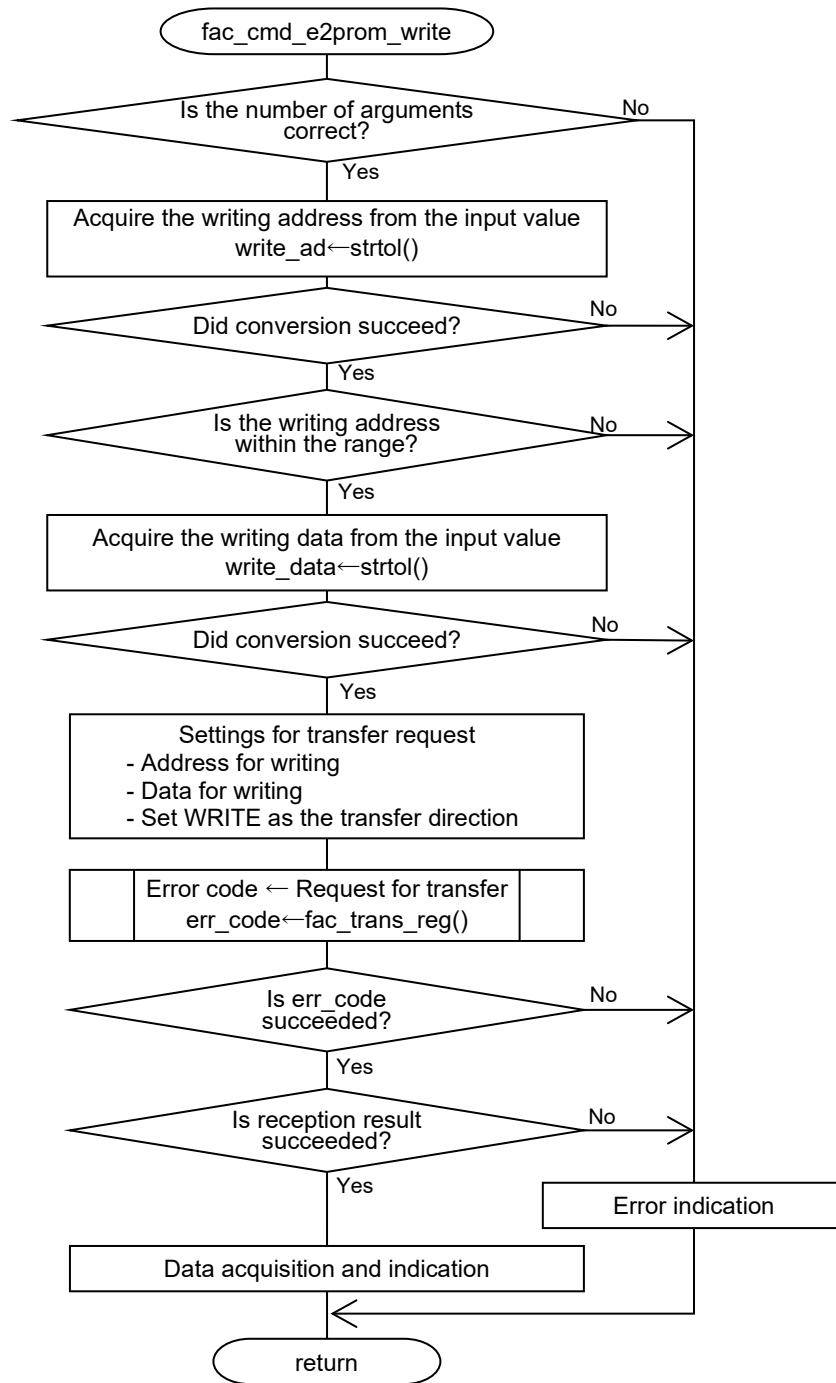 fac_cmd_e2prom_write
Is the number of arguments
correct?
No
Yes
Acquire the writing address from the input value
write_ad←strtol()
Did conversion succeed?
No
Yes
Is the writing address
within the range?
No
Yes
Acquire the writing data from the input value
write_data←strtol()
Did conversion succeed?
No
Yes
Settings for transfer request
- Address for writing
- Data for writing
- Set WRITE as the transfer direction
Error code ← Request for transfer
err_code←fac_trans_reg()
Is err_code
succeeded?
No
Yes
Is reception result
succeeded?
No
Yes
Error indication
Data acquisition and indication
return